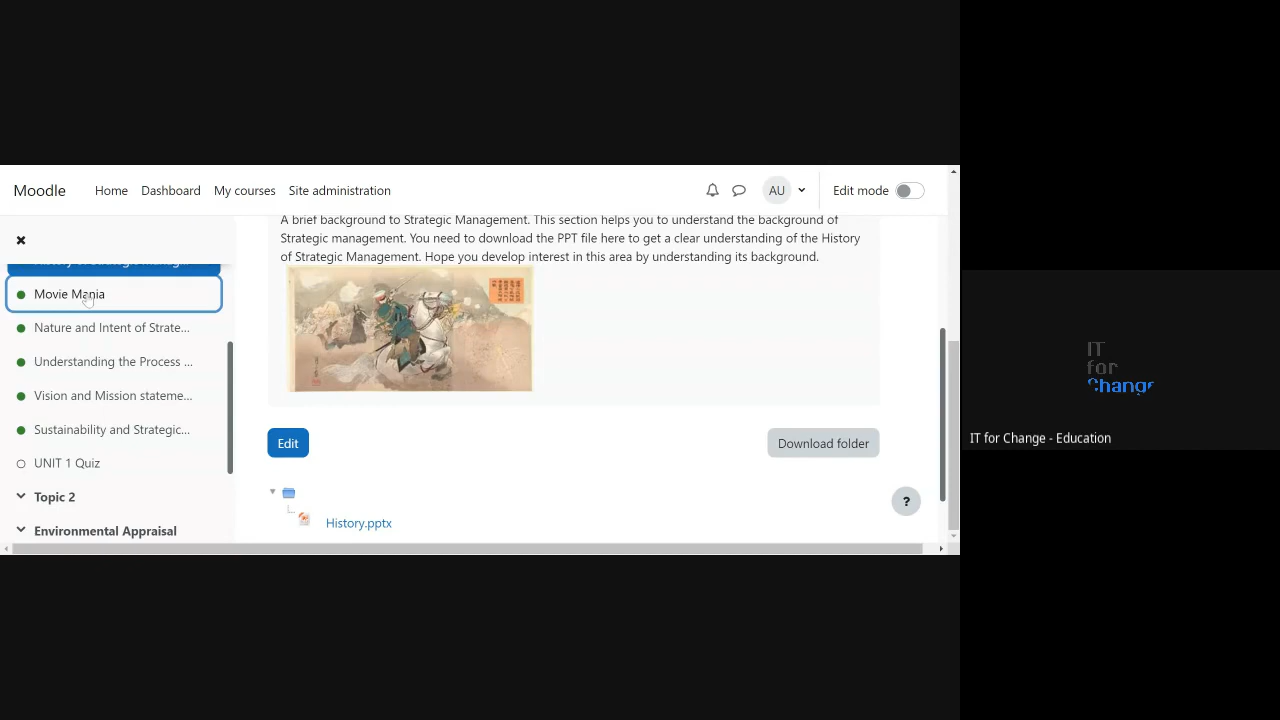 Moodle
Home
Dashboard
My courses
Site administration
AU
Edit mode
Movie Mania
Nature and Intent of Strate...
Understanding the Process ...
Vision and Mission stateme...
Sustainability and Strategic...
UNIT 1 Quiz
Topic 2
Environmental Appraisal
A brief background to Strategic Management. This section helps you to understand the background of
Strategic management. You need to download the PPT file here to get a clear understanding of the History
of Strategic Management. Hope you develop interest in this area by understanding its background.
Edit
Download folder
History.pptx
?
IT
for
Change
IT for Change - Education